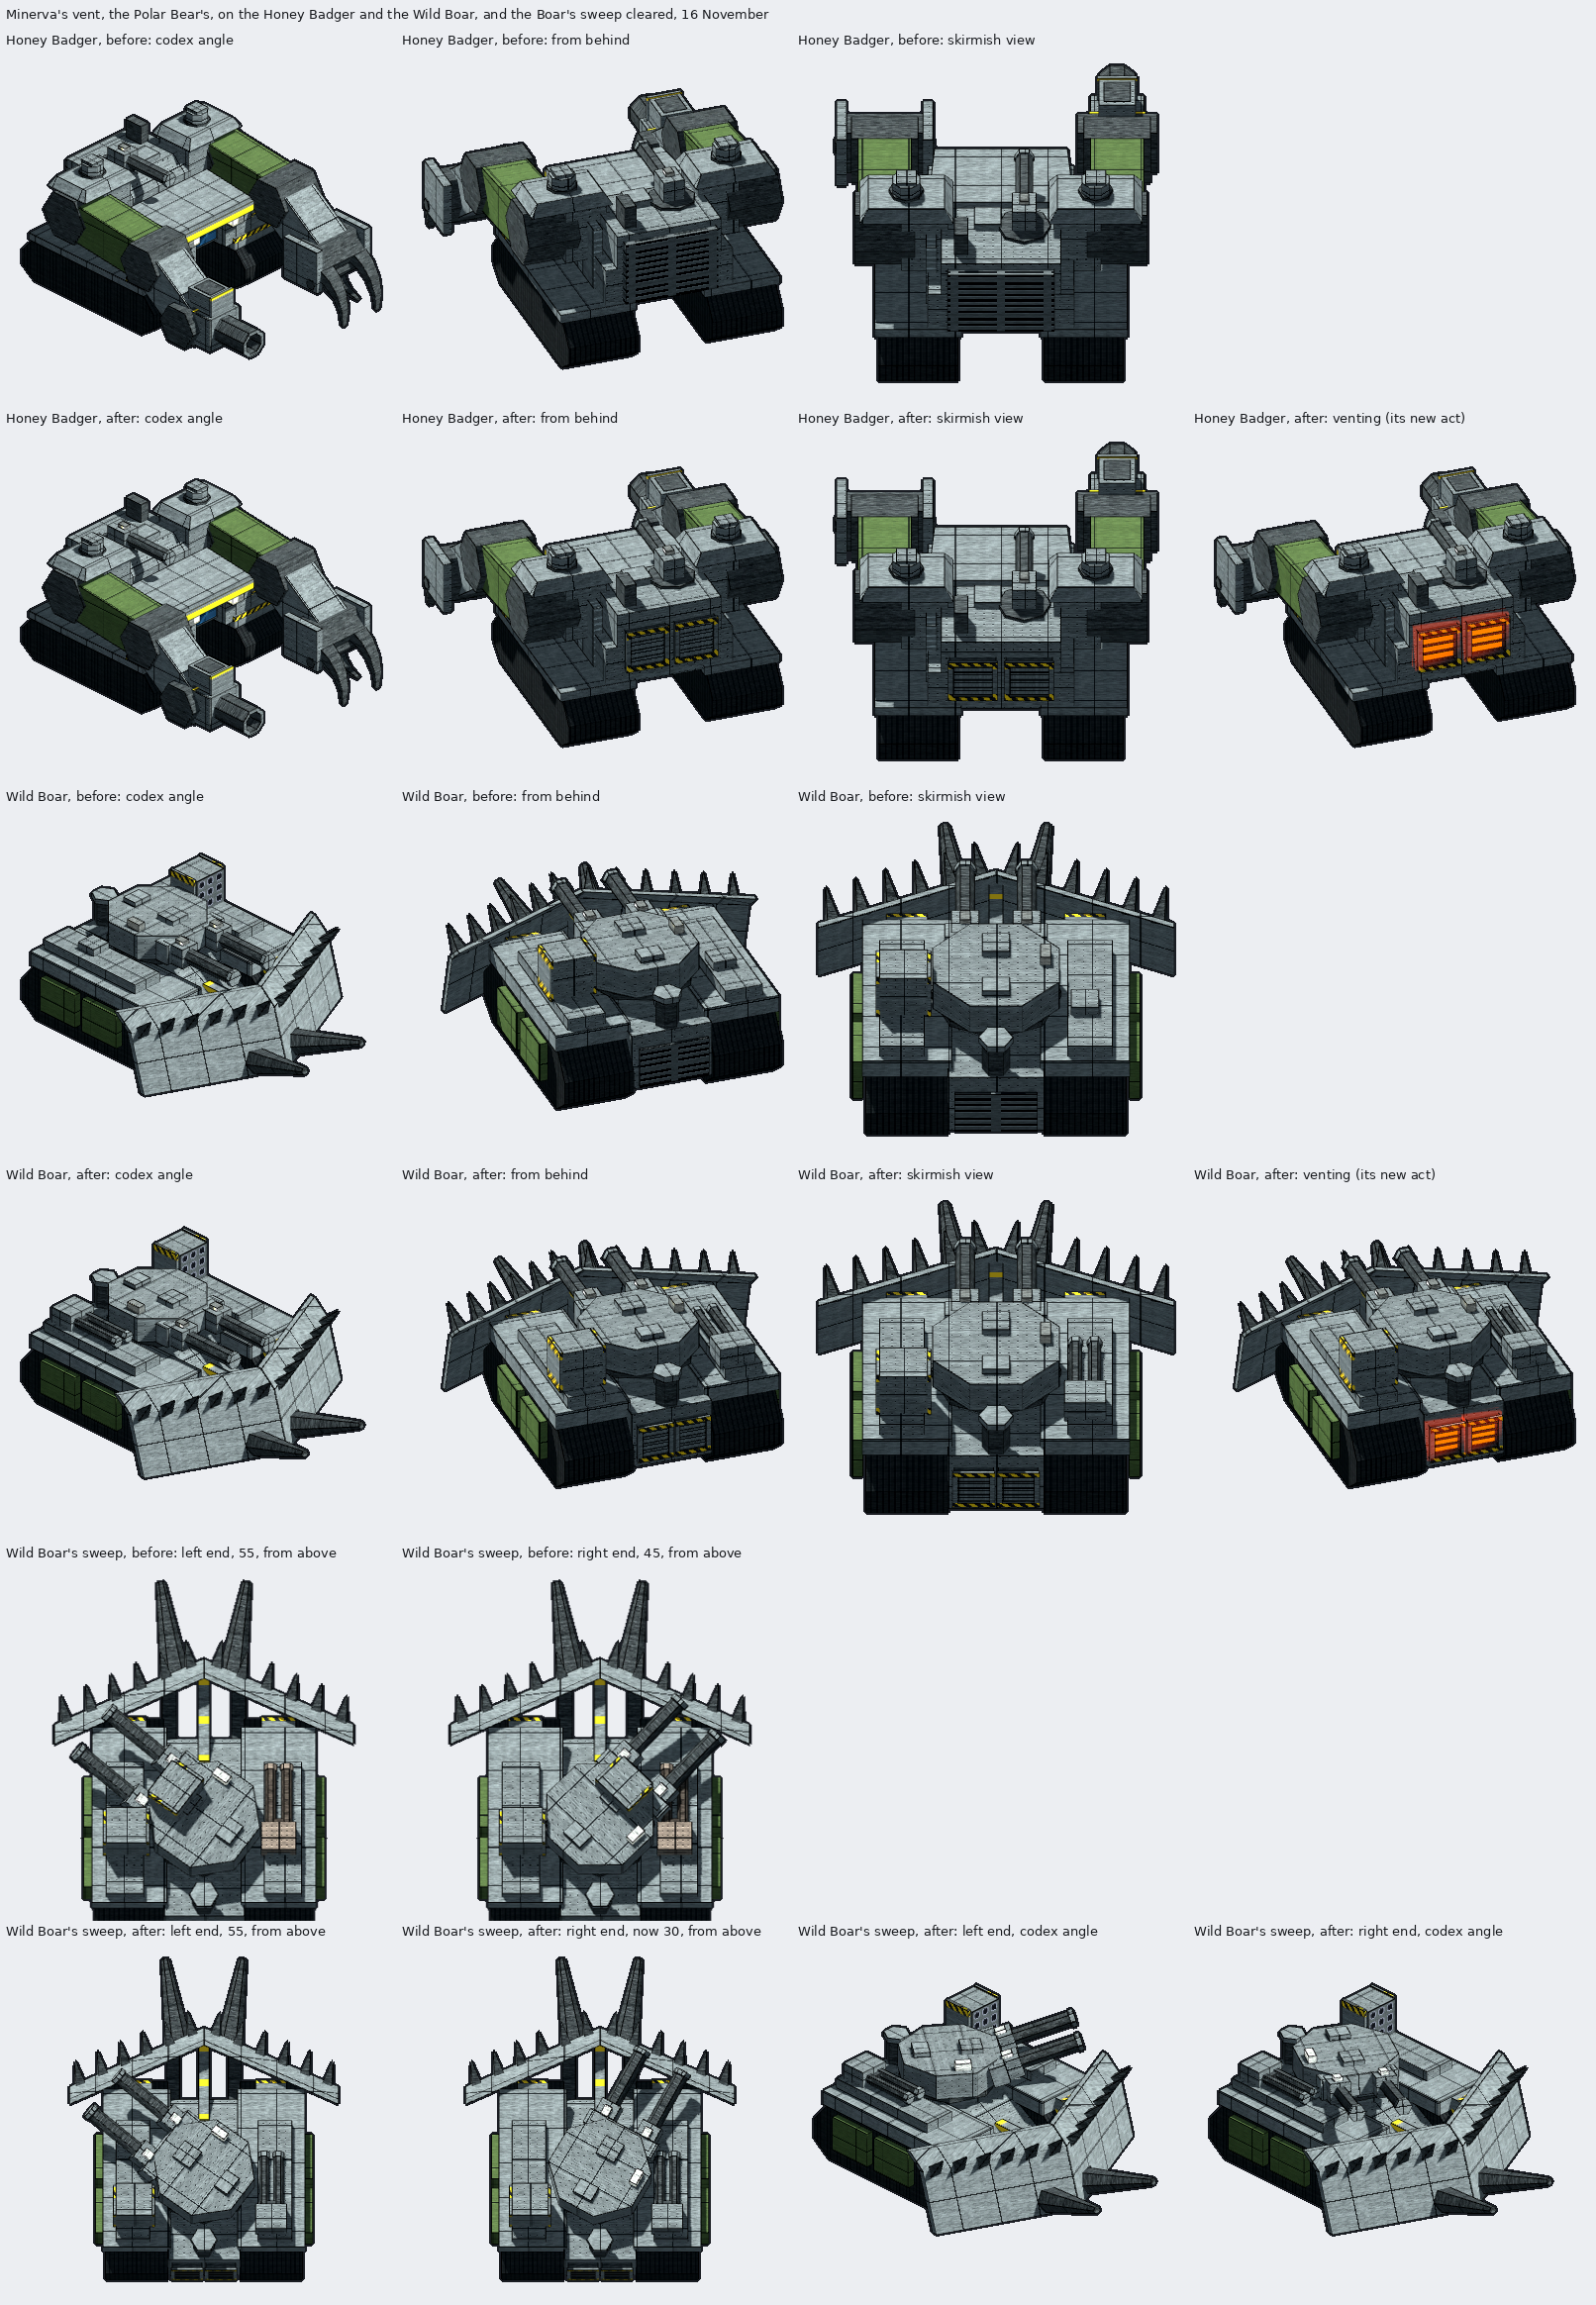 Minerva's vent, the Polar Bear's, on the Honey Badger and the Wild Boar, and the Boar's sweep cleared, 16 November
Honey Badger, before: codex angle
Honey Badger, before: from behind
Honey Badger, before: skirmish view
Honey Badger, after: codex angle
Honey Badger, after: from behind
Honey Badger, after: skirmish view
Honey Badger, after: venting (its new act)
Wild Boar, before: codex angle
Wild Boar, before: from behind
Wild Boar, before: skirmish view
Wild Boar, after: codex angle
Wild Boar, after: from behind
Wild Boar, after: skirmish view
Wild Boar, after: venting (its new act)
Wild Boar's sweep, before: left end, 55, from above
Wild Boar's sweep, before: right end, 45, from above
Wild Boar's sweep, after: left end, 55, from above
Wild Boar's sweep, after: right end, now 30, from above
Wild Boar's sweep, after: left end, codex angle
Wild Boar's sweep, after: right end, codex angle